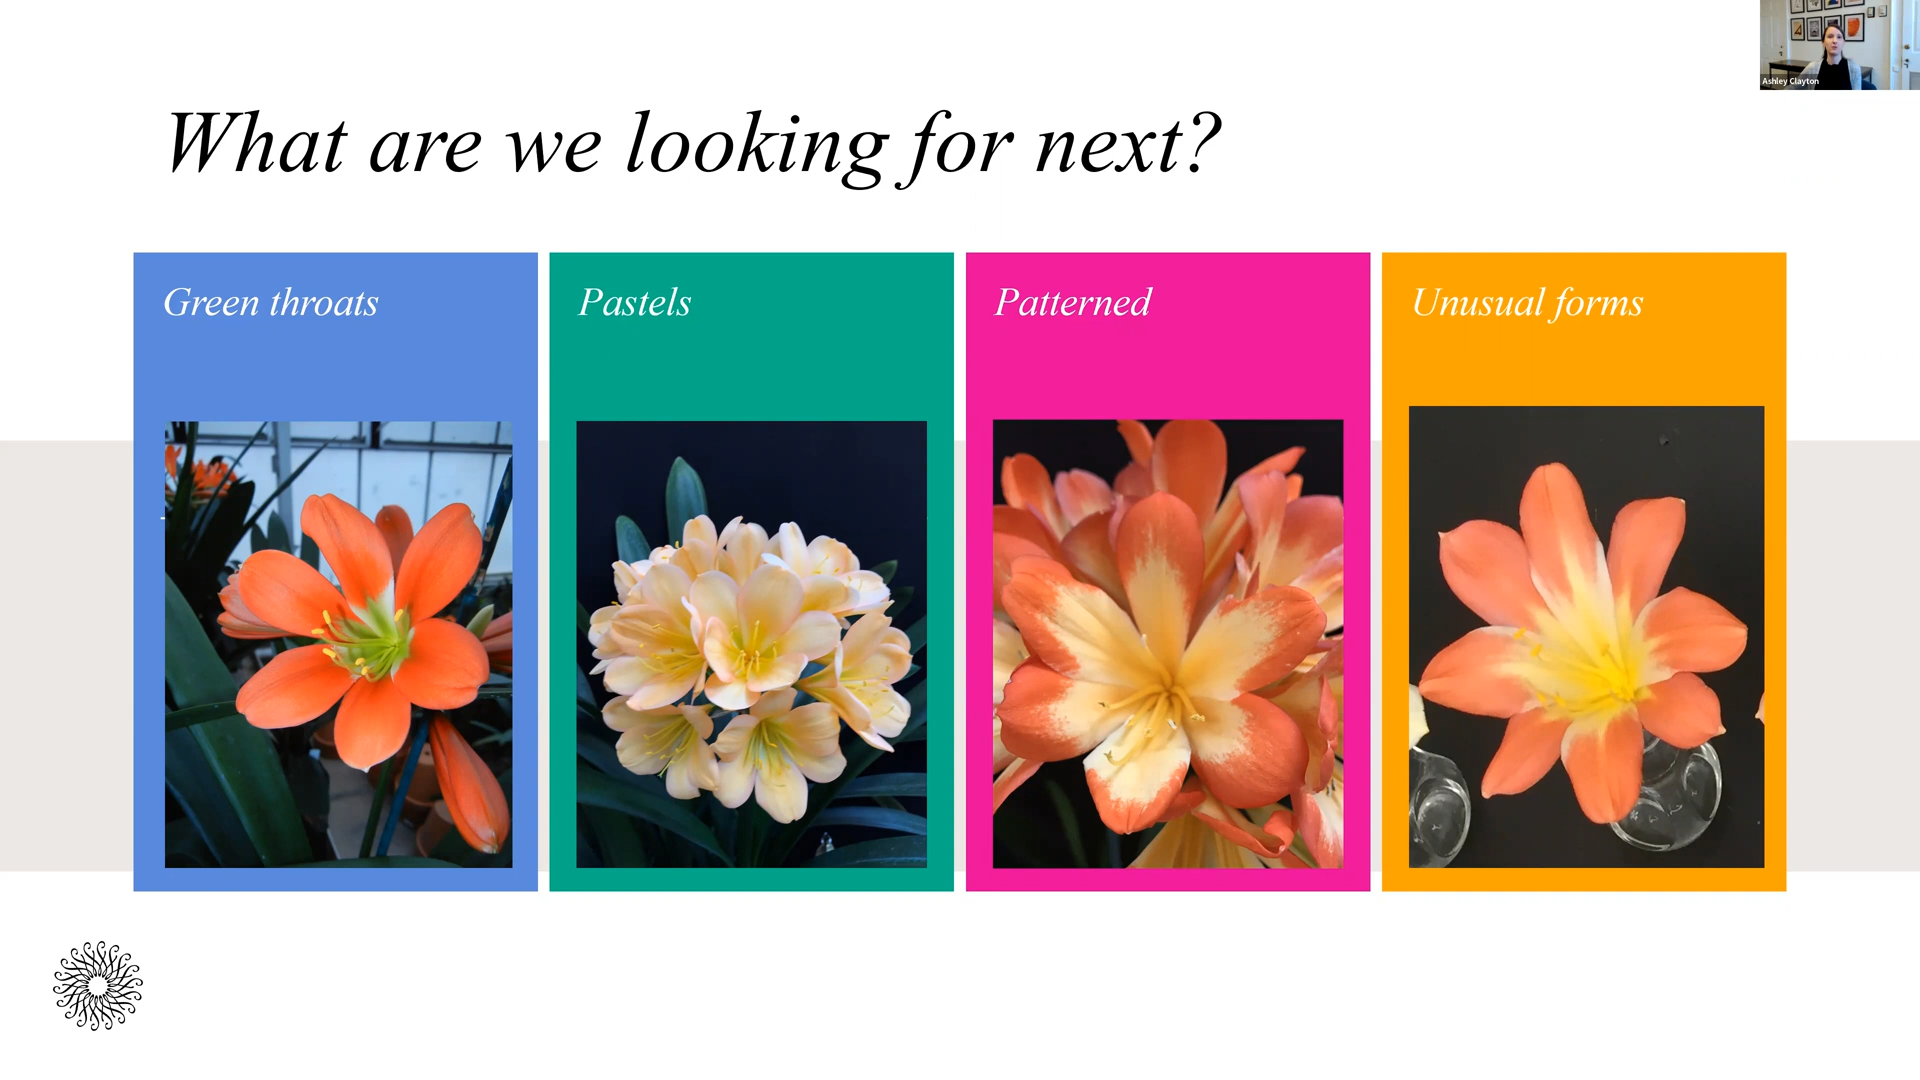 Ashley Clayton
What are we looking for next?
Green throats
Pastels
Patterned
Unusual forms